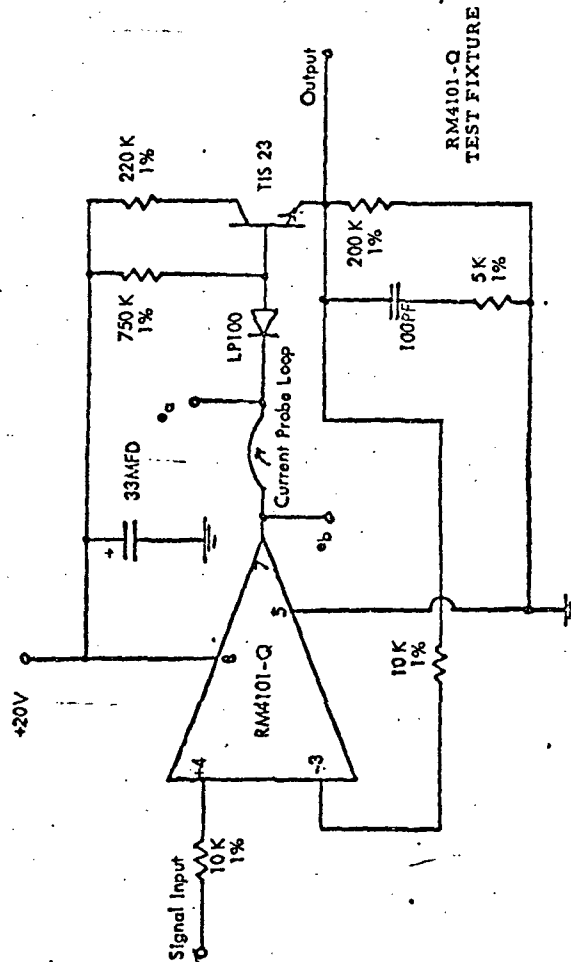 +20V
33MFD
+
750K
1%
220K
1%
TIS 23
LP100
ea
Current Probe Loop
eb
Output
Signal Input
10K
1%
+4
8
RM4101-Q
7
5
-3
10K
1%
100PF
200K
1%
5K
1%
RM4101-Q
TEST FIXTURE